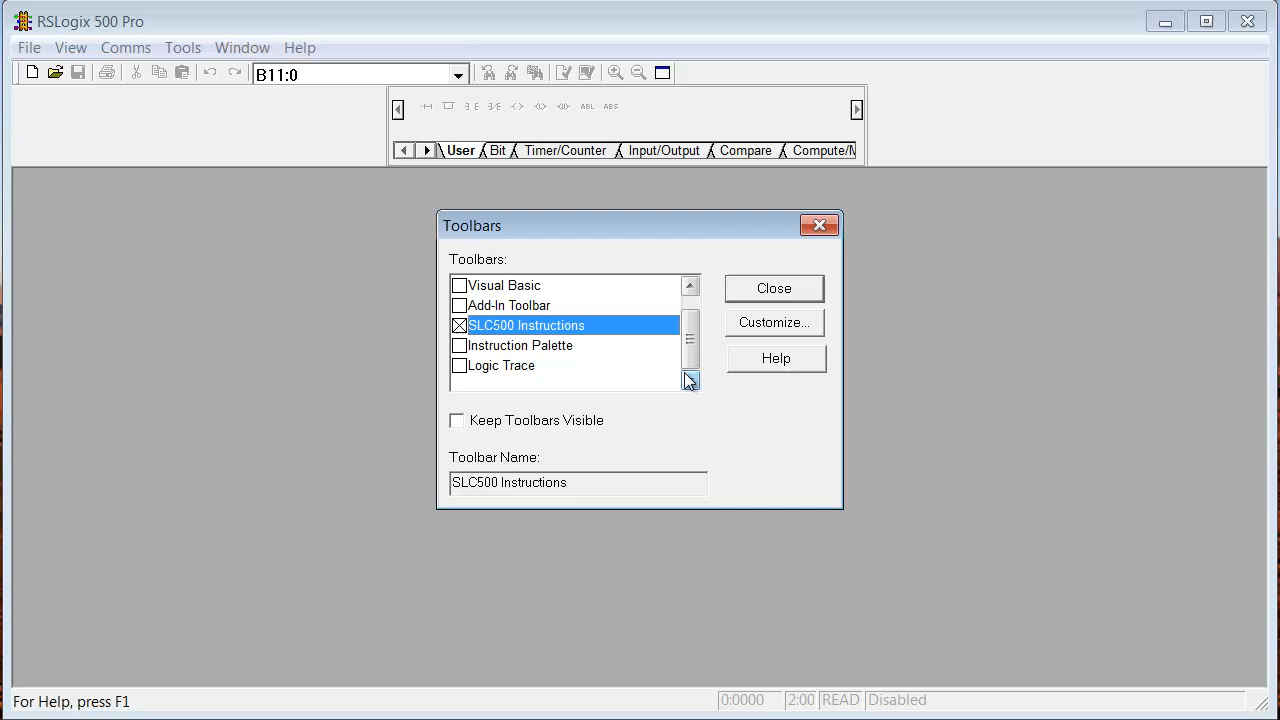 RSLogix 500 Pro
File View Comms Tools Window Help
B11:0
ABL ABS
User Bit Timer/Counter Input/Output Compare Compute/M
Toolbars
Toolbars:
Visual Basic
Add-In Toolbar
SLC500 Instructions
Instruction Palette
Logic Trace
Close
Customize...
Help
Keep Toolbars Visible
Toolbar Name:
SLC500 Instructions
For Help, press F1
0:0000 2:00 READ Disabled